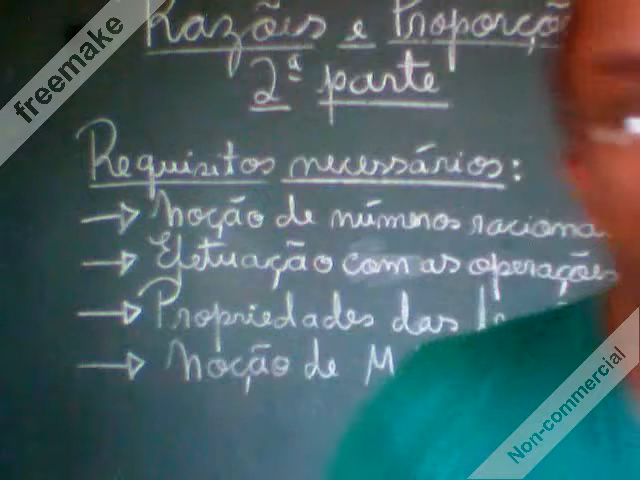 freemake
Razões e Proporçõ
2ª parte
Requisitos necessários:
→ Noção de números raciona
→ Efetuação com as operações
→ Propriedades das
→ Noção de M
Non-commercial